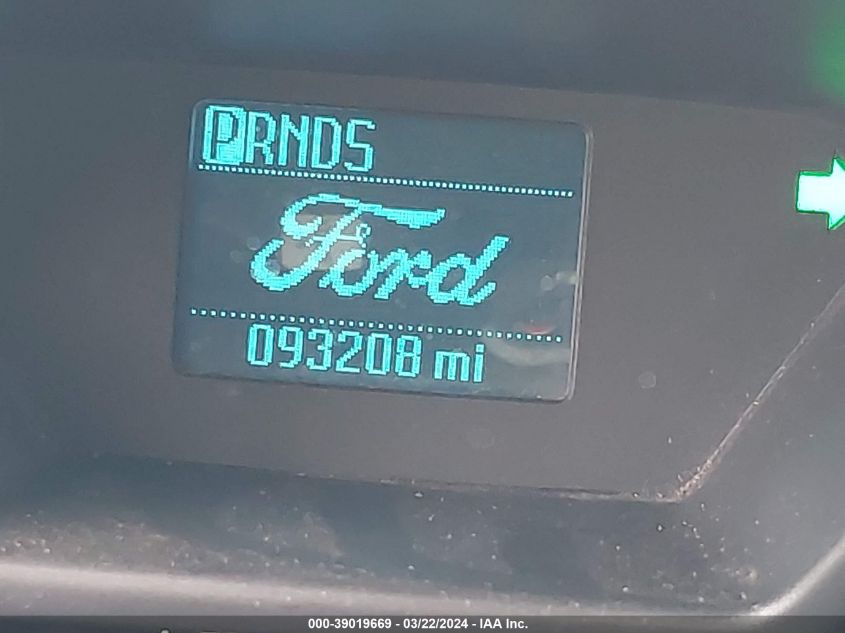 PRNDS
Ford
093208 mi
000-39019669 - 03/22/2024 - IAA Inc.